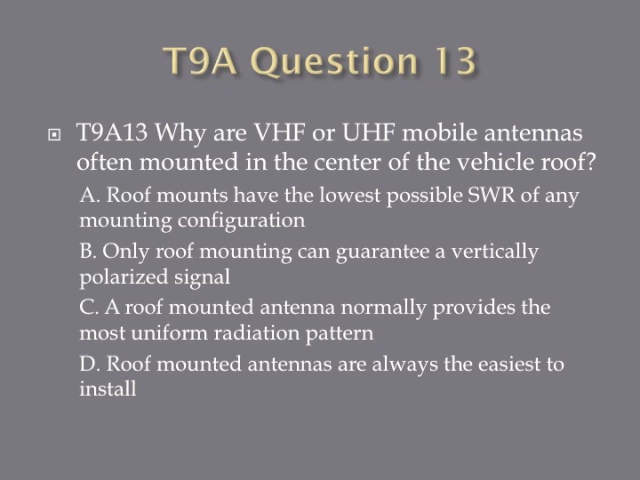 T9A Question 13
T9A13 Why are VHF or UHF mobile antennas
often mounted in the center of the vehicle roof?
A. Roof mounts have the lowest possible SWR of any
mounting configuration
B. Only roof mounting can guarantee a vertically
polarized signal
C. A roof mounted antenna normally provides the
most uniform radiation pattern
D. Roof mounted antennas are always the easiest to
install